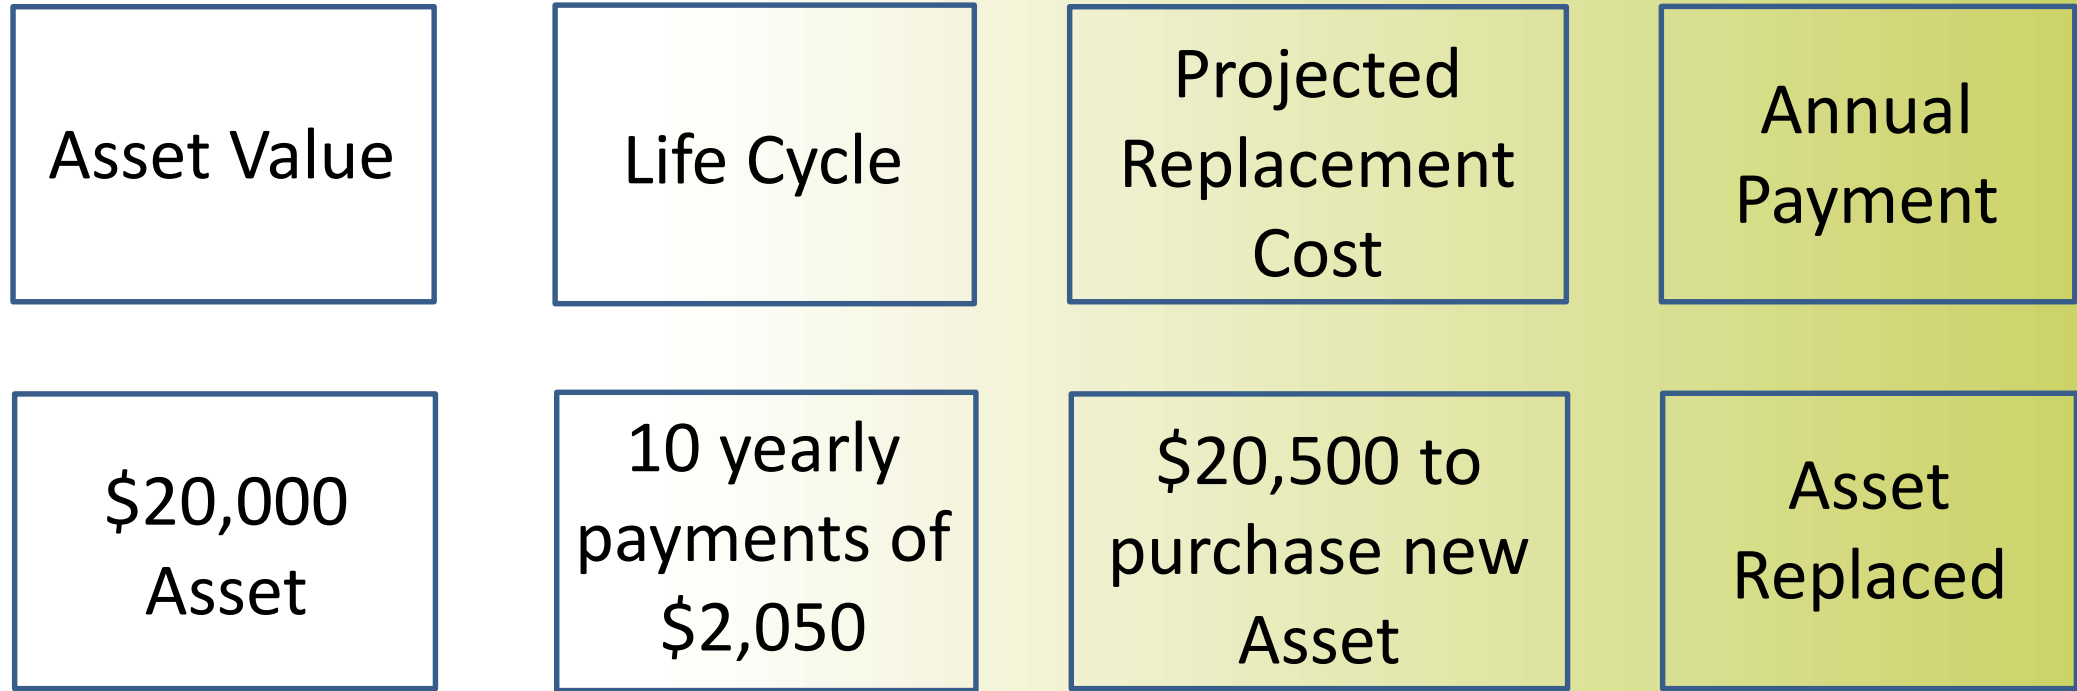 Asset Value
Life Cycle
Projected
Replacement
Cost
Annual
Payment
$20,000
Asset
10 yearly
payments of
$2,050
$20,500 to
purchase new
Asset
Asset
Replaced